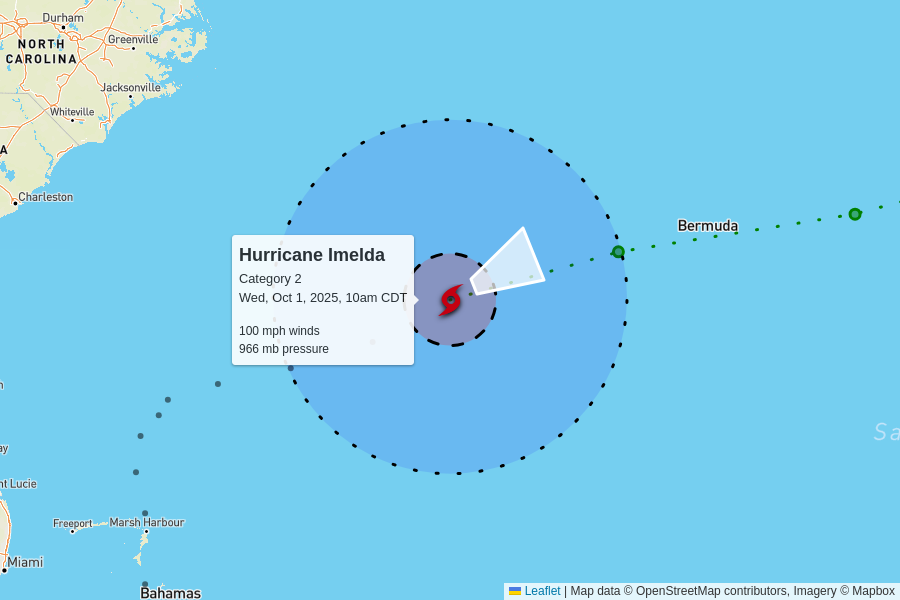 Durham
NORTH
CAROLINA
Greenville
Jacksonville
Whiteville
A
Charleston
Bermuda
Hurricane Imelda
Category 2
Wed, Oct 1, 2025, 10am CDT
100 mph winds
966 mb pressure
Sa
ay
nt Lucie
Freeport
Marsh Harbour
Miami
Bahamas
Leaflet | Map data © OpenStreetMap contributors, Imagery © Mapbox